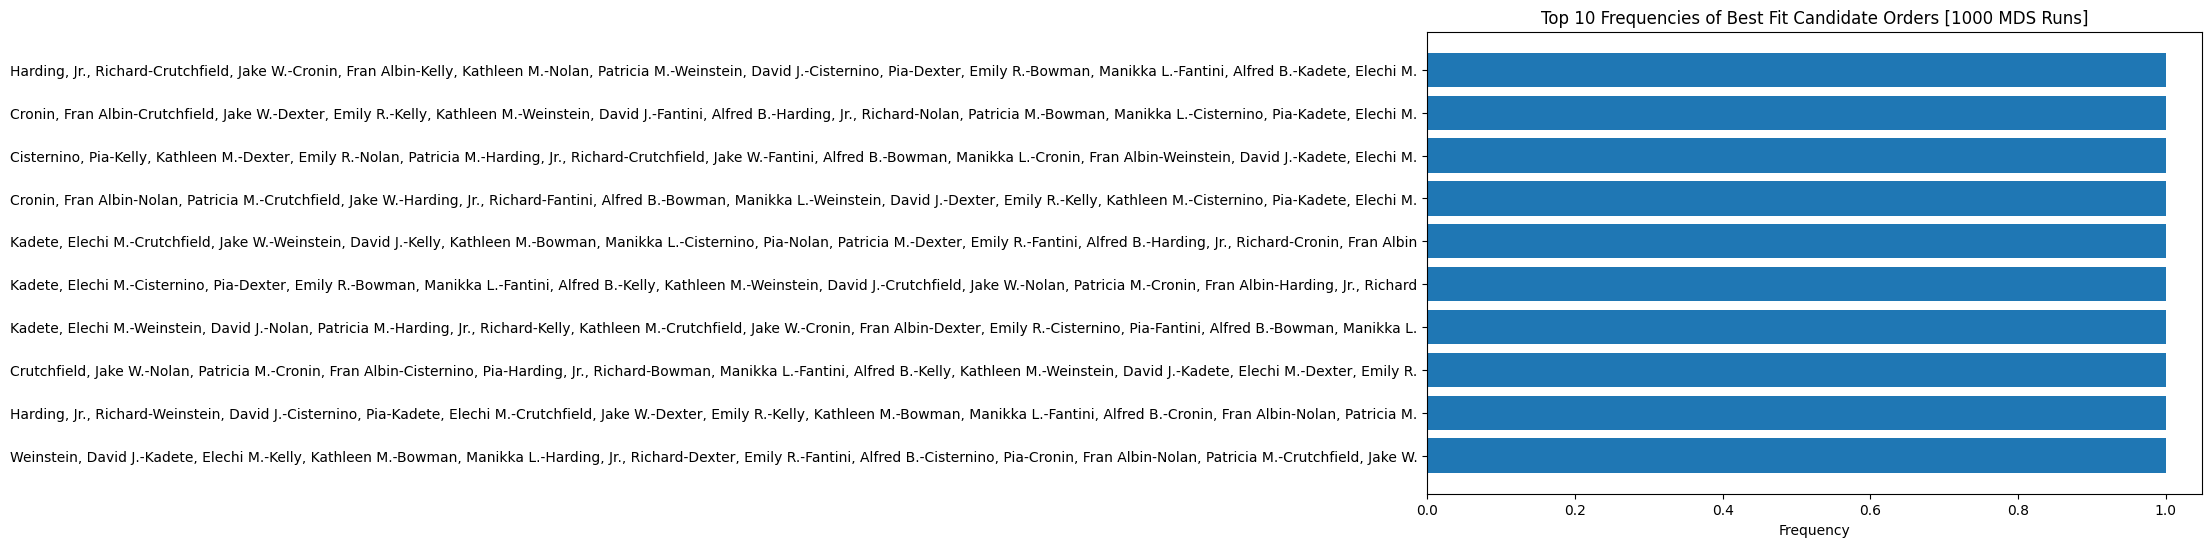 Top 10 Frequencies of Best Fit Candidate Orders [1000 MDS Runs]
Harding, Jr., Richard-Crutchfield, Jake W.-Cronin, Fran Albin-Kelly, Kathleen M.-Nolan, Patricia M.-Weinstein, David J.-Cisternino, Pia-Dexter, Emily R.-Bowman, Manikka L.-Fantini, Alfred B.-Kadete, Elechi M.
Cronin, Fran Albin-Crutchfield, Jake W.-Dexter, Emily R.-Kelly, Kathleen M.-Weinstein, David J.-Fantini, Alfred B.-Harding, Jr., Richard-Nolan, Patricia M.-Bowman, Manikka L.-Cisternino, Pia-Kadete, Elechi M.
Cisternino, Pia-Kelly, Kathleen M.-Dexter, Emily R.-Nolan, Patricia M.-Harding, Jr., Richard-Crutchfield, Jake W.-Fantini, Alfred B.-Bowman, Manikka L.-Cronin, Fran Albin-Weinstein, David J.-Kadete, Elechi M.
Cronin, Fran Albin-Nolan, Patricia M.-Crutchfield, Jake W.-Harding, Jr., Richard-Fantini, Alfred B.-Bowman, Manikka L.-Weinstein, David J.-Dexter, Emily R.-Kelly, Kathleen M.-Cisternino, Pia-Kadete, Elechi M.
Kadete, Elechi M.-Crutchfield, Jake W.-Weinstein, David J.-Kelly, Kathleen M.-Bowman, Manikka L.-Cisternino, Pia-Nolan, Patricia M.-Dexter, Emily R.-Fantini, Alfred B.-Harding, Jr., Richard-Cronin, Fran Albin
Kadete, Elechi M.-Cisternino, Pia-Dexter, Emily R.-Bowman, Manikka L.-Fantini, Alfred B.-Kelly, Kathleen M.-Weinstein, David J.-Crutchfield, Jake W.-Nolan, Patricia M.-Cronin, Fran Albin-Harding, Jr., Richard
Kadete, Elechi M.-Weinstein, David J.-Nolan, Patricia M.-Harding, Jr., Richard-Kelly, Kathleen M.-Crutchfield, Jake W.-Cronin, Fran Albin-Dexter, Emily R.-Cisternino, Pia-Fantini, Alfred B.-Bowman, Manikka L.
Crutchfield, Jake W.-Nolan, Patricia M.-Cronin, Fran Albin-Cisternino, Pia-Harding, Jr., Richard-Bowman, Manikka L.-Fantini, Alfred B.-Kelly, Kathleen M.-Weinstein, David J.-Kadete, Elechi M.-Dexter, Emily R.
Harding, Jr., Richard-Weinstein, David J.-Cisternino, Pia-Kadete, Elechi M.-Crutchfield, Jake W.-Dexter, Emily R.-Kelly, Kathleen M.-Bowman, Manikka L.-Fantini, Alfred B.-Cronin, Fran Albin-Nolan, Patricia M.
Weinstein, David J.-Kadete, Elechi M.-Kelly, Kathleen M.-Bowman, Manikka L.-Harding, Jr., Richard-Dexter, Emily R.-Fantini, Alfred B.-Cisternino, Pia-Cronin, Fran Albin-Nolan, Patricia M.-Crutchfield, Jake W.
0.0 0.2 0.4 0.6 0.8 1.0
Frequency